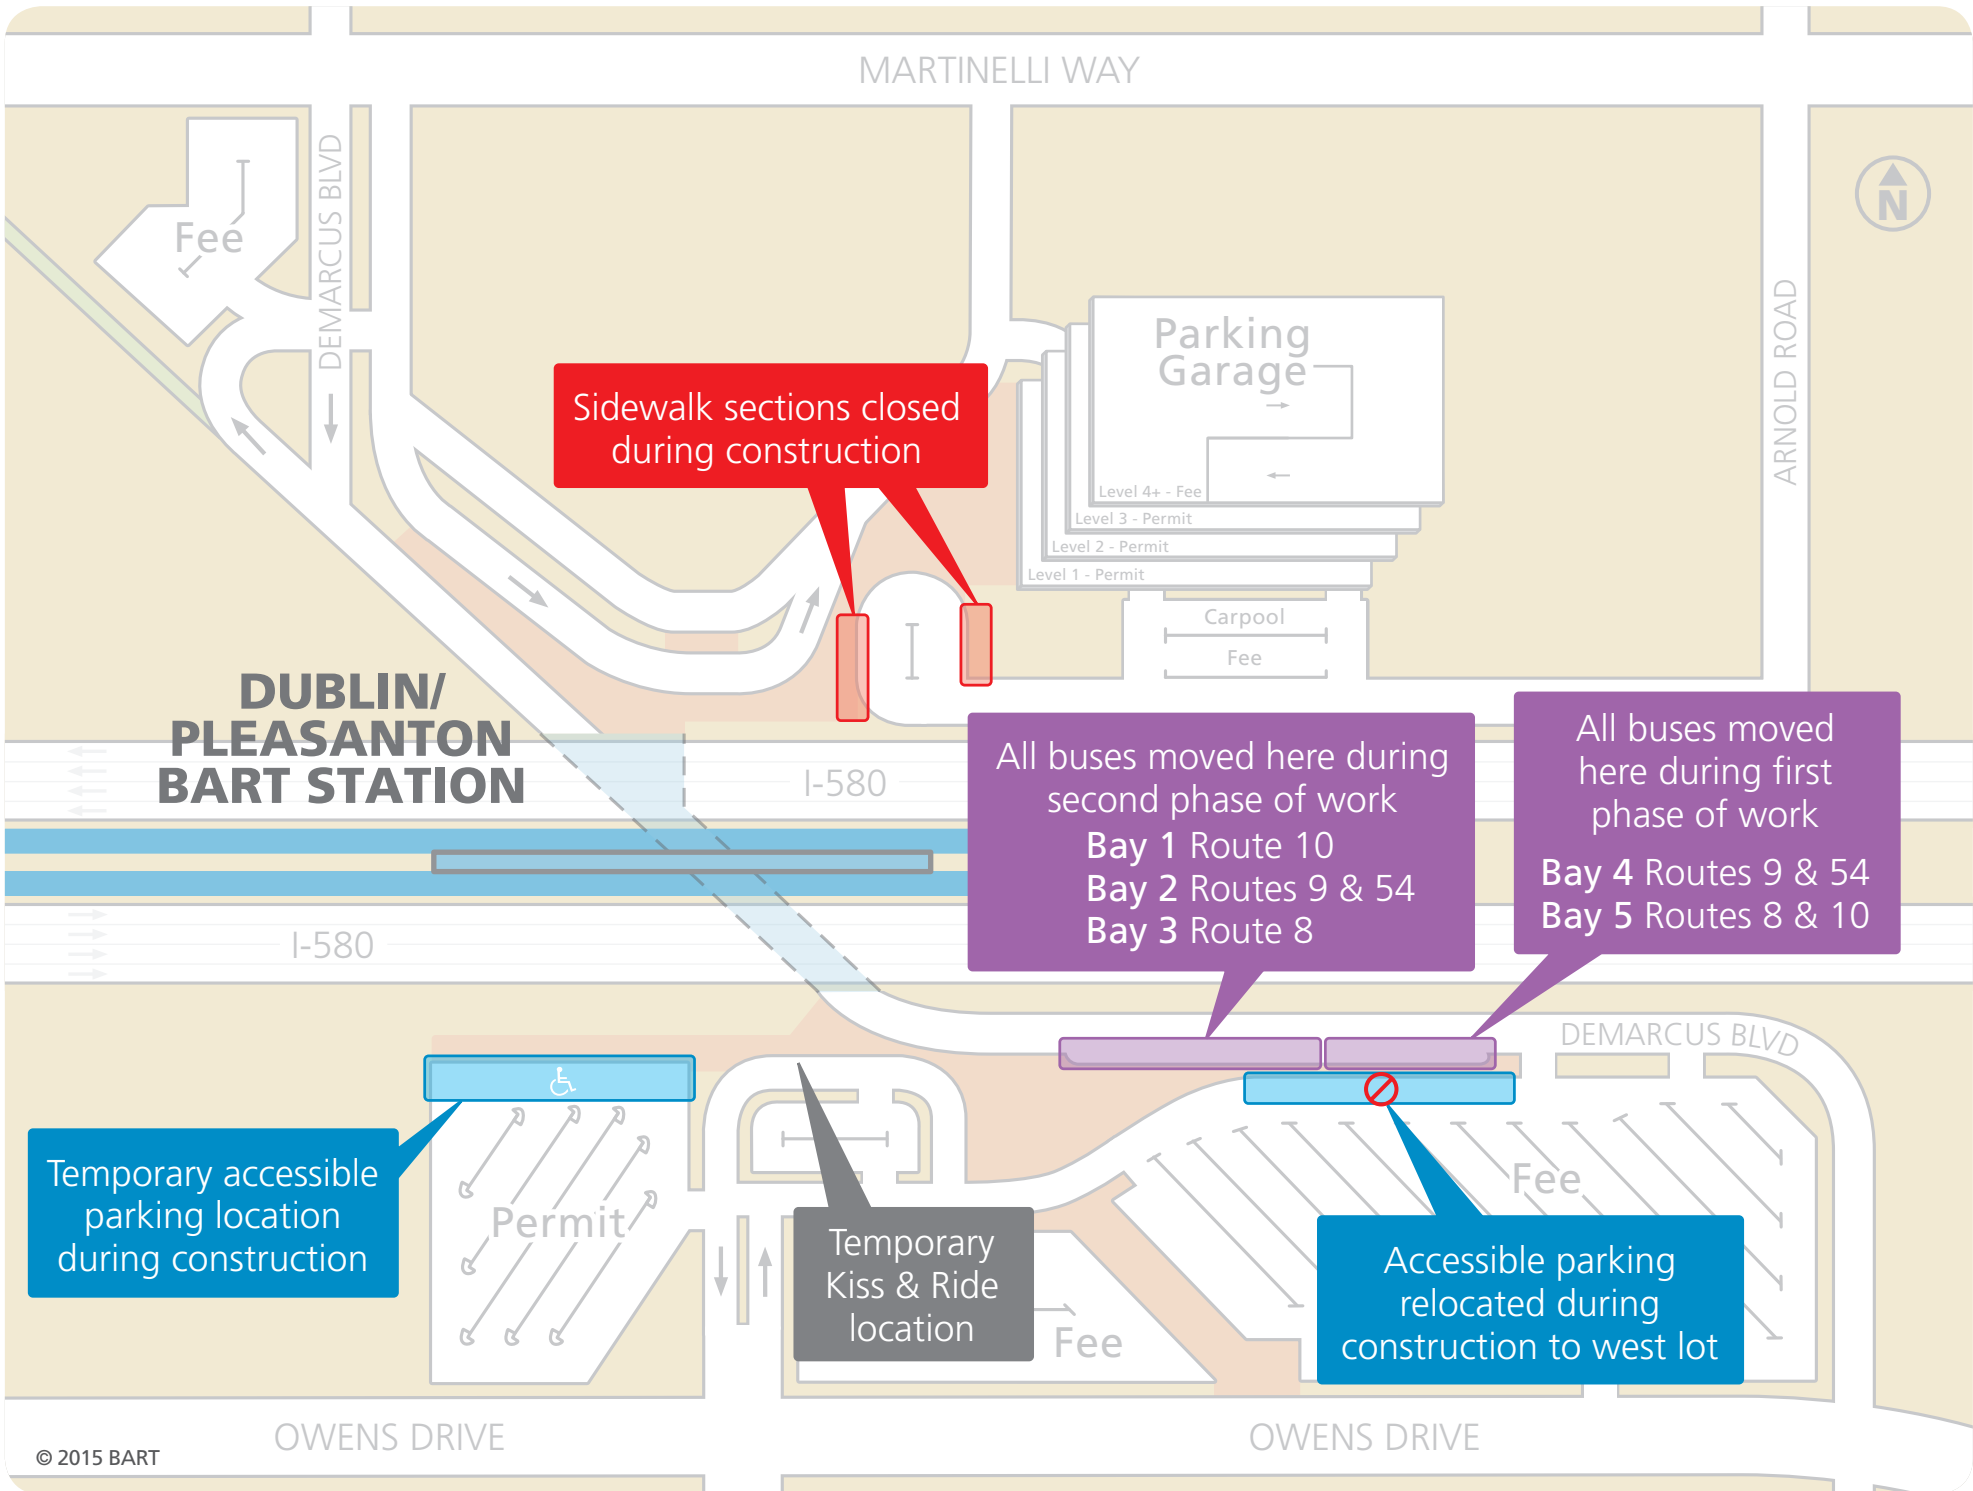 MARTINELLI WAY
DEMARCUS BLVD
Fee
N
ARNOLD ROAD
Parking
Garage
Level 4+ - Fee
Level 3 - Permit
Level 2 - Permit
Level 1 - Permit
Sidewalk sections closed
during construction
Carpool
Fee
DUBLIN/
PLEASANTON
BART STATION
I-580
All buses moved here during
second phase of work
Bay 1 Route 10
Bay 2 Routes 9 & 54
Bay 3 Route 8
All buses moved
here during first
phase of work
Bay 4 Routes 9 & 54
Bay 5 Routes 8 & 10
I-580
DEMARCUS BLVD
Temporary accessible
parking location
during construction
Permit
Temporary
Kiss & Ride
location
Fee
Fee
Accessible parking
relocated during
construction to west lot
OWENS DRIVE
OWENS DRIVE
© 2015 BART